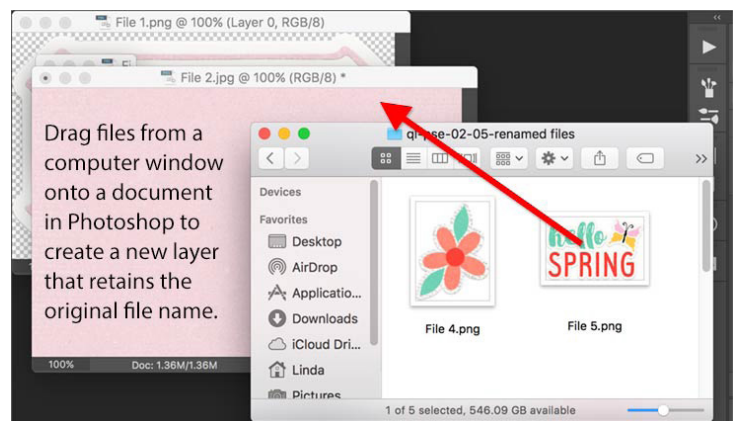 File 1.png @ 100% (Layer 0, RGB/8)
File 2.jpg @ 100% (RGB/8) *
Drag files from a
computer window
onto a document
in Photoshop to
create a new layer
that retains the
original file name.
100% Doc: 1.36M/1.36M
-pse-02-05-renamed files
Devices
Favorites
Desktop
AirDrop
Applicatio...
Downloads
iCloud Dri...
Linda
Pictures
hello
SPRING
File 4.png
File 5.png
1 of 5 selected, 546.09 GB available